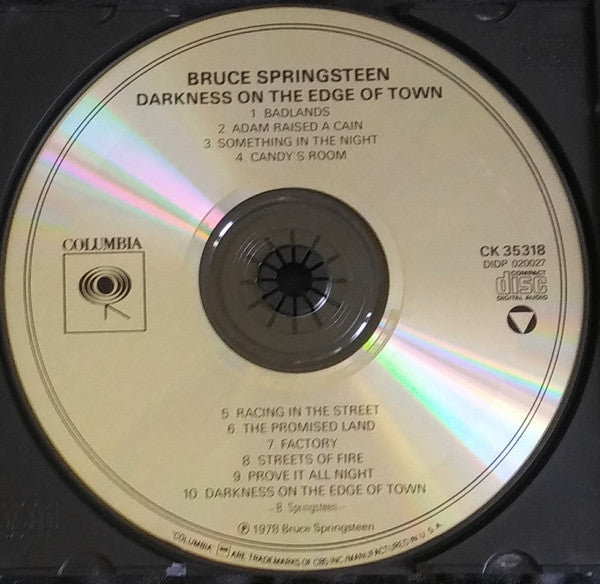 BRUCE SPRINGSTEEN
DARKNESS ON THE EDGE OF TOWN
1 BADLANDS
2 ADAM RAISED A CAIN
3 SOMETHING IN THE NIGHT
4 CANDY'S ROOM
COLUMBIA
CK 35318
DIDP 020027
COMPACT
disc
DIGITAL AUDIO
5 RACING IN THE STREET
6 THE PROMISED LAND
7 FACTORY
8 STREETS OF FIRE
9 PROVE IT ALL NIGHT
10 DARKNESS ON THE EDGE OF TOWN
–B. Springsteen–
℗ 1978 Bruce Springsteen
"COLUMBIA" ARE TRADEMARKS OF CBS INC./MANUFACTURED IN U.S.A.